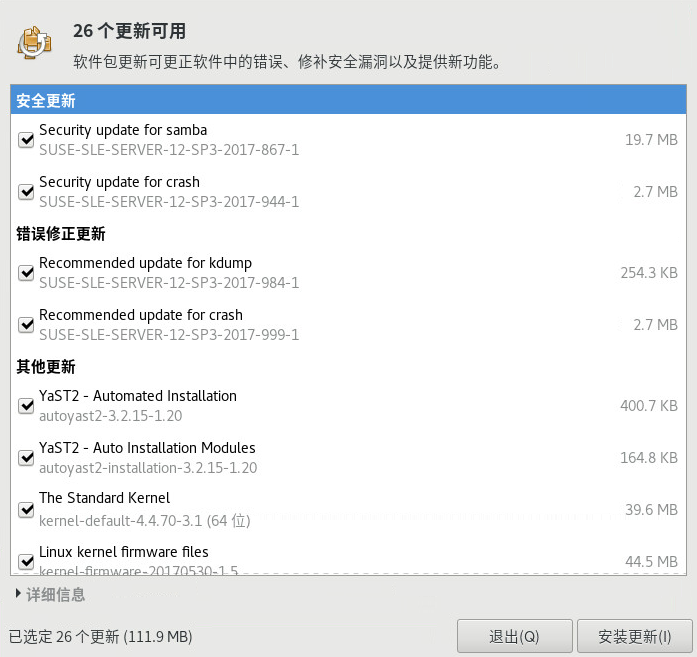 26 个更新可用
软件包更新可更正软件中的错误、修补安全漏洞以及提供新功能。
安全更新
Security update for samba
SUSE-SLE-SERVER-12-SP3-2017-867-1
19.7 MB
Security update for crash
SUSE-SLE-SERVER-12-SP3-2017-944-1
2.7 MB
错误修正更新
Recommended update for kdump
SUSE-SLE-SERVER-12-SP3-2017-984-1
254.3 KB
Recommended update for crash
SUSE-SLE-SERVER-12-SP3-2017-999-1
2.7 MB
其他更新
YaST2 - Automated Installation
autoyast2-3.2.15-1.20
400.7 KB
YaST2 - Auto Installation Modules
autoyast2-installation-3.2.15-1.20
164.8 KB
The Standard Kernel
kernel-default-4.4.70-3.1 (64 位)
39.6 MB
Linux kernel firmware files
kernel-firmware-20170530-1.5
44.5 MB
详细信息
已选定 26 个更新 (111.9 MB)
退出(Q)
安装更新(I)